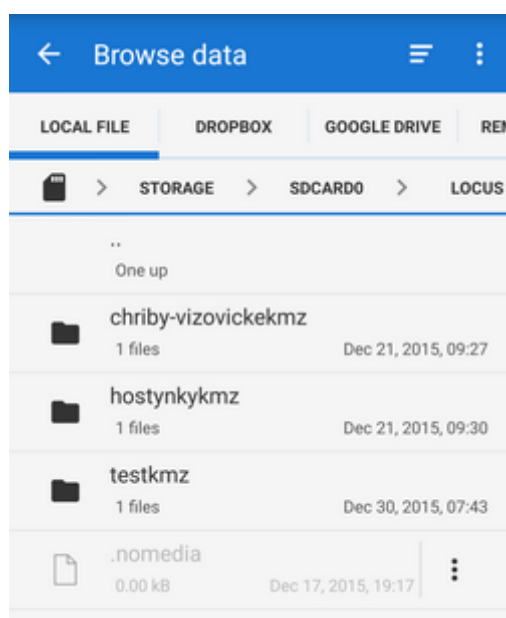 Browse data
LOCAL FILE DROPBOX GOOGLE DRIVE REM
> STORAGE > SDCARD0 > LOCUS
..
One up
chriby-vizovickekmz
1 files Dec 21, 2015, 09:27
hostynkykmz
1 files Dec 21, 2015, 09:30
testkmz
1 files Dec 30, 2015, 07:43
.nomedia
0.00 kB Dec 17, 2015, 19:17